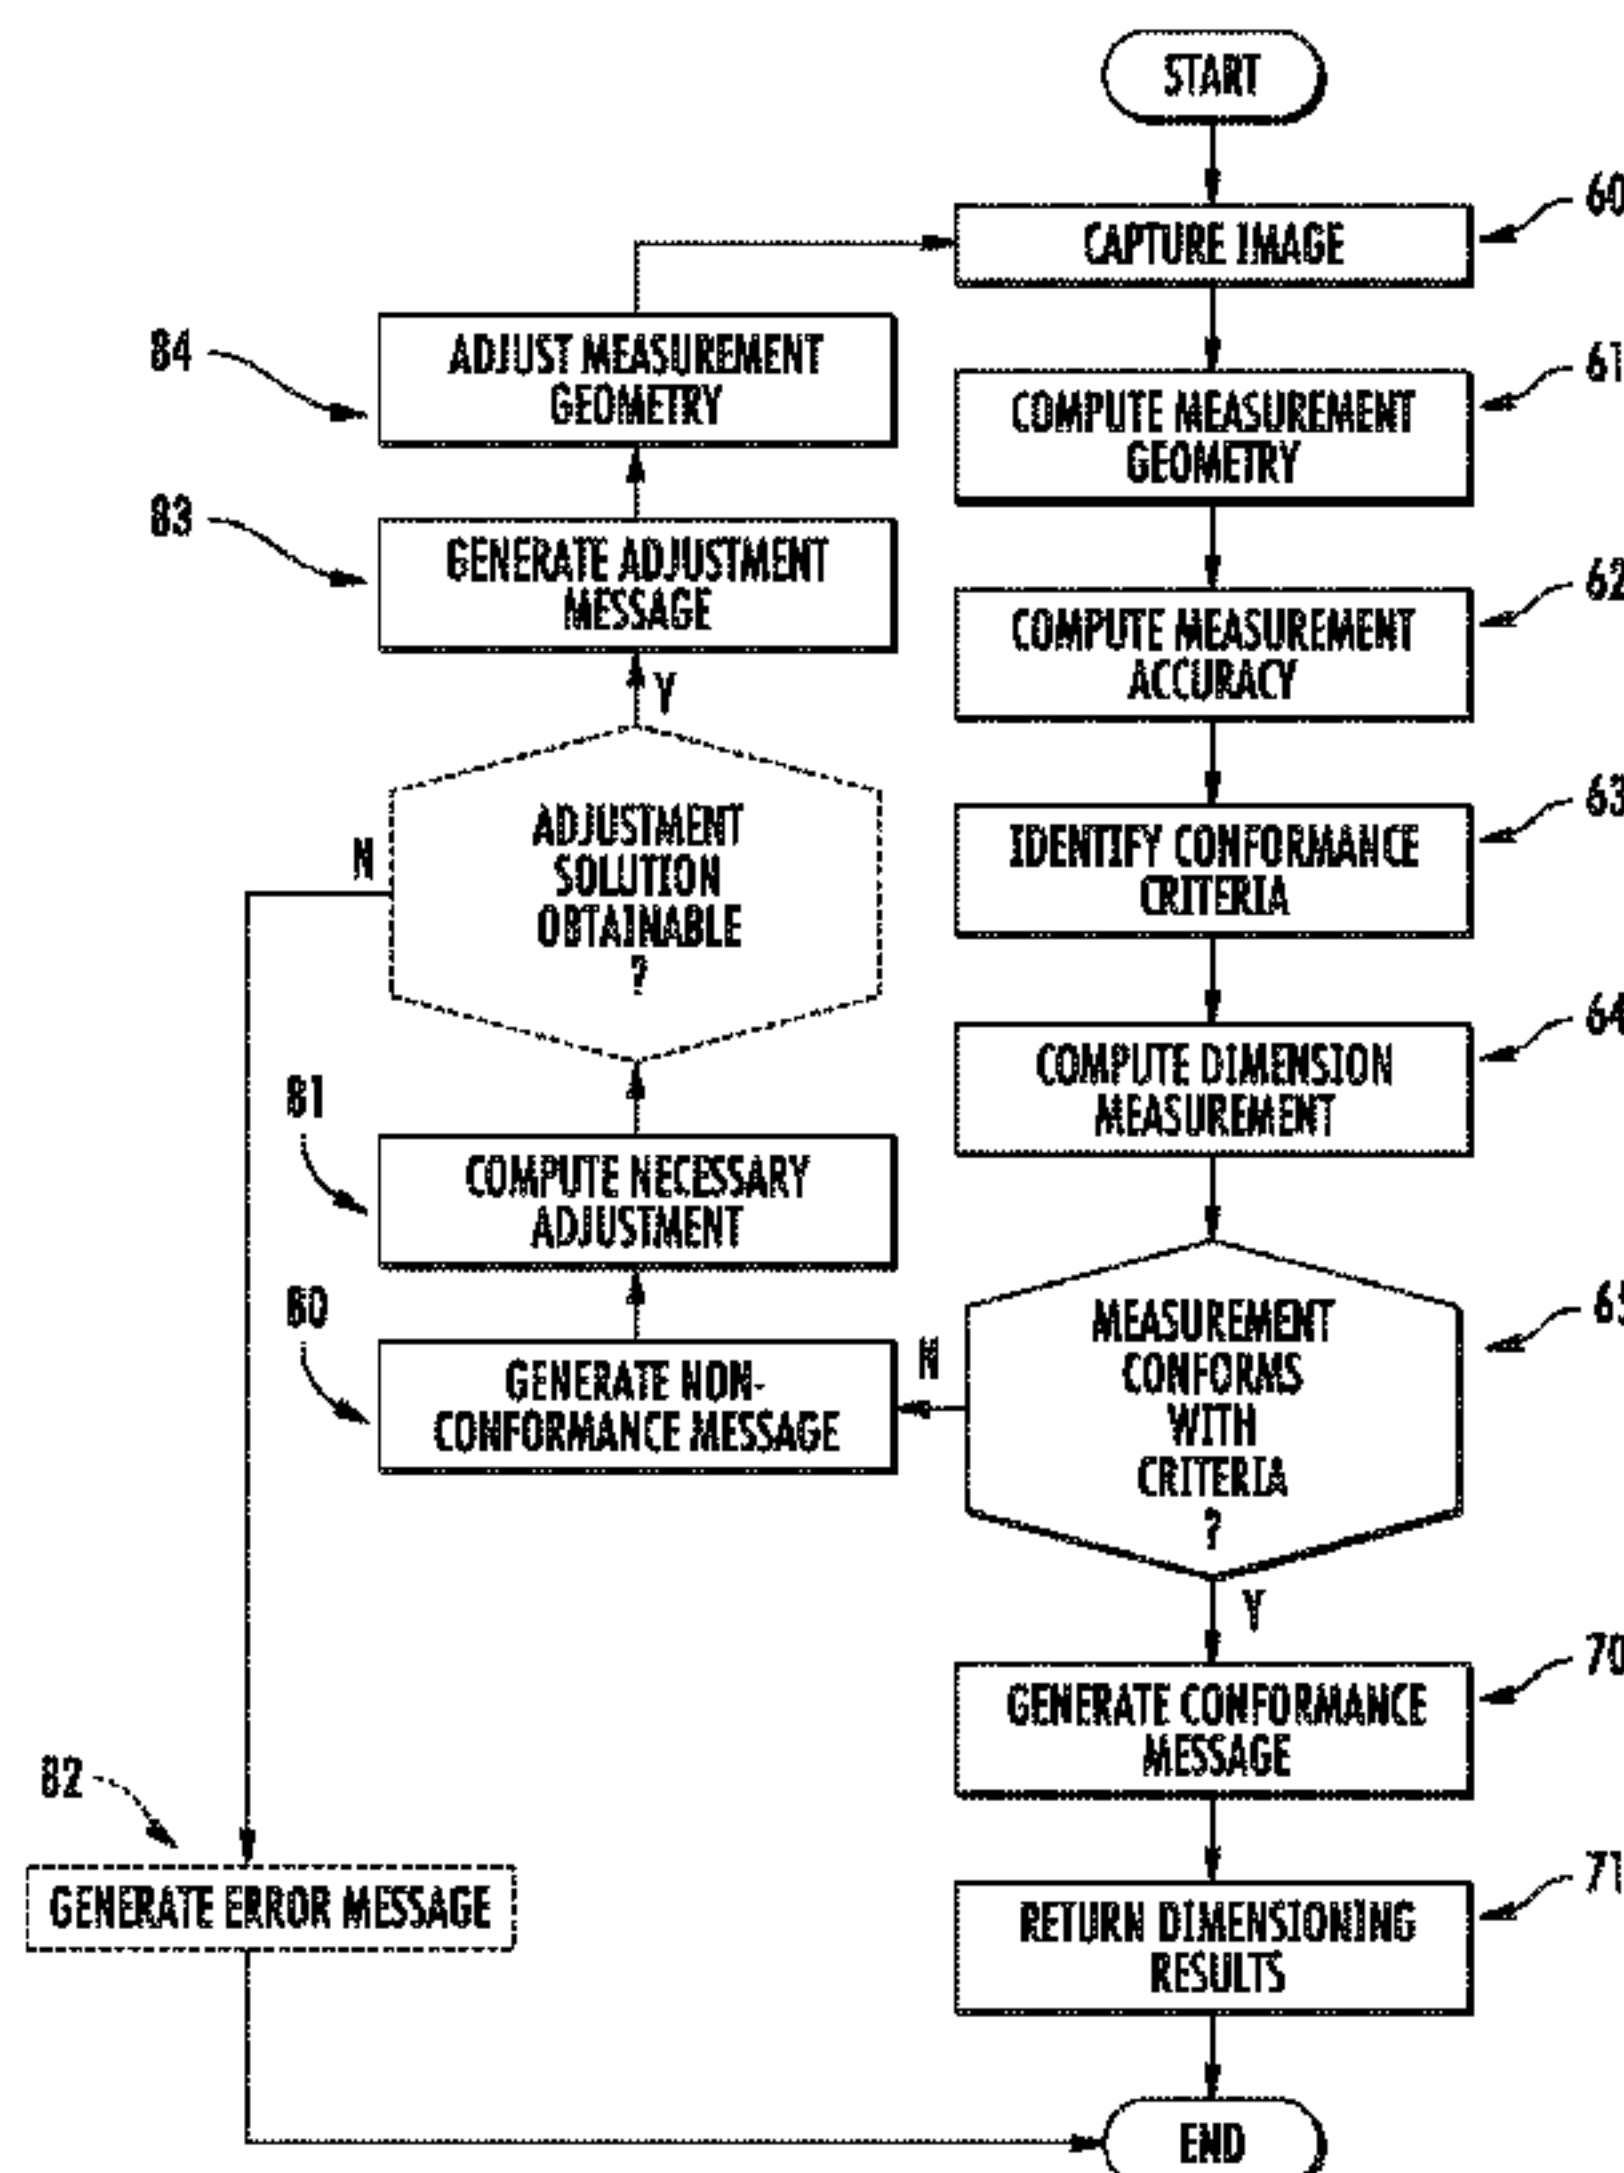 START
CAPTURE IMAGE
60
COMPUTE MEASUREMENT
GEOMETRY
61
COMPUTE MEASUREMENT
ACCURACY
62
IDENTIFY CONFORMANCE
CRITERIA
63
COMPUTE DIMENSION
MEASUREMENT
64
MEASUREMENT
CONFORMS
WITH
CRITERIA
?
65
N
Y
GENERATE CONFORMANCE
MESSAGE
70
RETURN DIMENSIONING
RESULTS
71
END
84
ADJUST MEASUREMENT
GEOMETRY
83
GENERATE ADJUSTMENT
MESSAGE
Y
N
ADJUSTMENT
SOLUTION
OBTAINABLE
?
81
COMPUTE NECESSARY
ADJUSTMENT
80
GENERATE NON-
CONFORMANCE MESSAGE
82
GENERATE ERROR MESSAGE